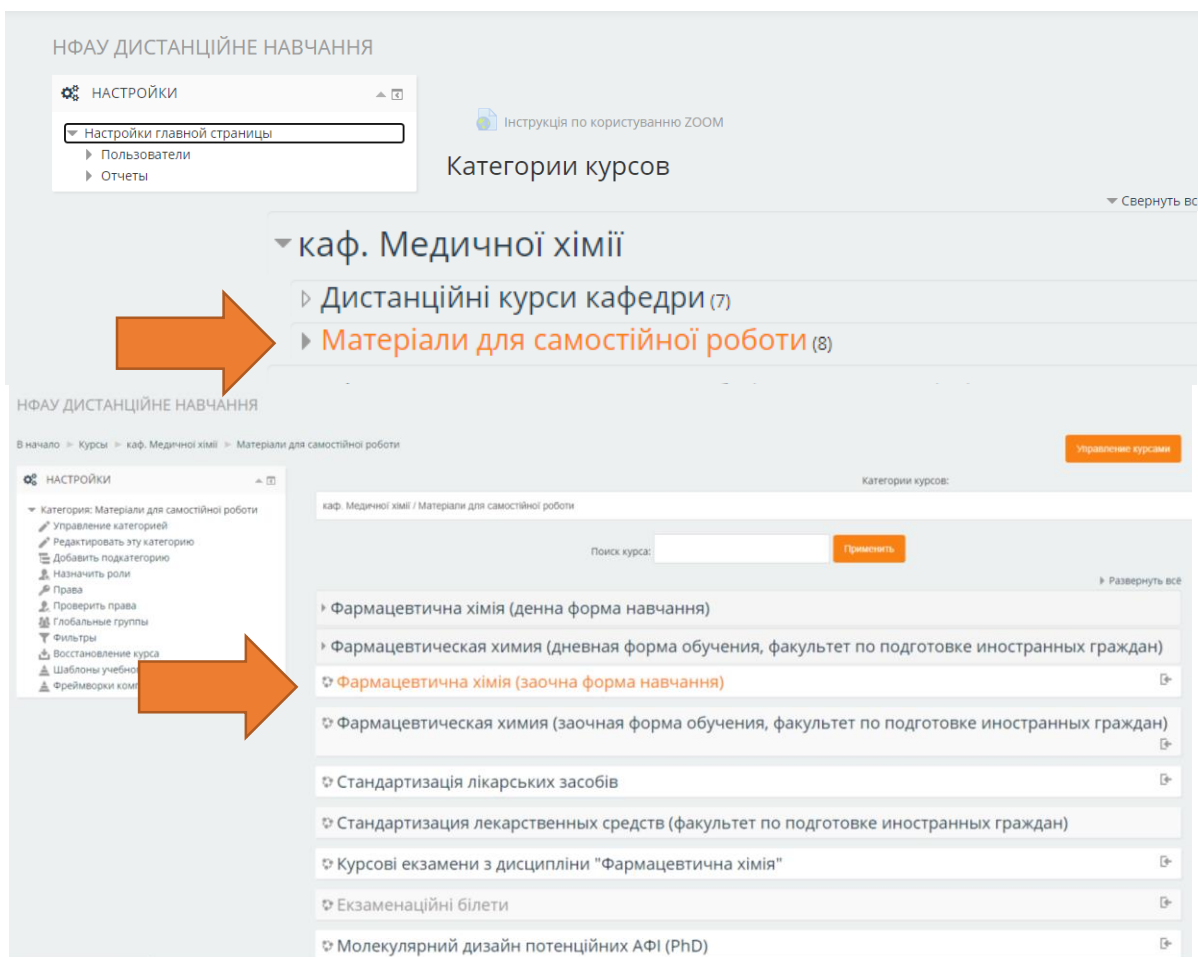 НФАУ ДИСТАНЦІЙНЕ НАВЧАННЯ
НАСТРОЙКИ
Настройки главной страницы
Пользователи
Отчеты
Інструкція по користуванню ZOOM
Категории курсов
Свернуть вс
каф. Медичної хімії
Дистанційні курси кафедри (7)
Матеріали для самостійної роботи (8)
НФАУ ДИСТАНЦІЙНЕ НАВЧАННЯ
В начало ► Курсы ► каф. Медичної хімії ► Матеріали для самостійної роботи
Управление курсами
НАСТРОЙКИ
Категория: Матеріали для самостійної роботи
Управление категорией
Редактировать эту категорию
Добавить подкатегорию
Назначить роли
Права
Проверить права
Глобальные группы
Фильтры
Восстановление курса
Шаблоны учебног
Фреймворки комп
Категории курсов:
каф. Медичної хімії / Матеріали для самостійної роботи
Поиск курса:
Применить
Развернуть всё
Фармацевтична хімія (денна форма навчання)
Фармацевтическая химия (дневная форма обучения, факультет по подготовке иностранных граждан)
Фармацевтична хімія (заочна форма навчання)
Фармацевтическая химия (заочная форма обучения, факультет по подготовке иностранных граждан)
Стандартизація лікарських засобів
Стандартизация лекарственных средств (факультет по подготовке иностранных граждан)
Курсові екзамени з дисципліни "Фармацевтична хімія"
Екзаменаційні білети
Молекулярний дизайн потенційних АФІ (PhD)